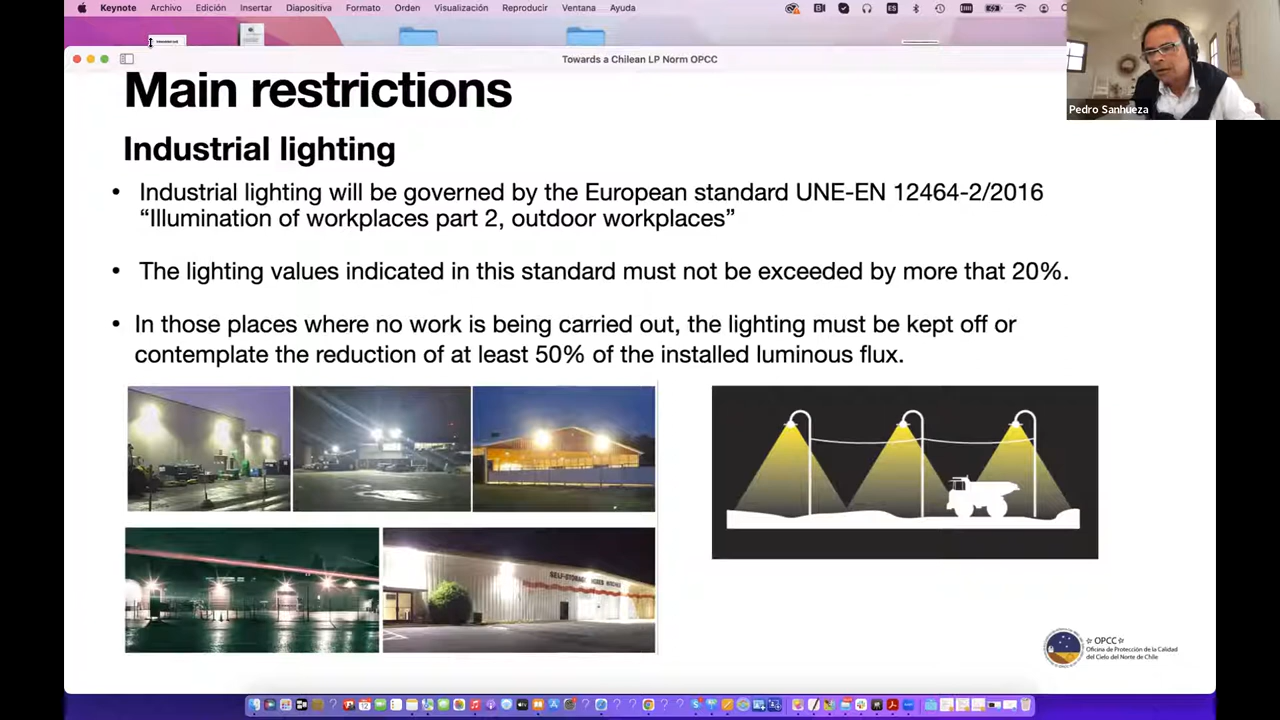 Keynote Archivo Edición Insertar Diapositiva Formato Orden Visualización Reproducir Ventana Ayuda
Towards a Chilean LP Norm OPCC
Pedro Sanhueza
Main restrictions
Industrial lighting
• Industrial lighting will be governed by the European standard UNE-EN 12464-2/2016
“Illumination of workplaces part 2, outdoor workplaces”
• The lighting values indicated in this standard must not be exceeded by more that 20%.
• In those places where no work is being carried out, the lighting must be kept off or
contemplate the reduction of at least 50% of the installed luminous flux.
SELF-STORAGE
OPCC
Oficina de Protección de la Calidad
del Cielo del Norte de Chile